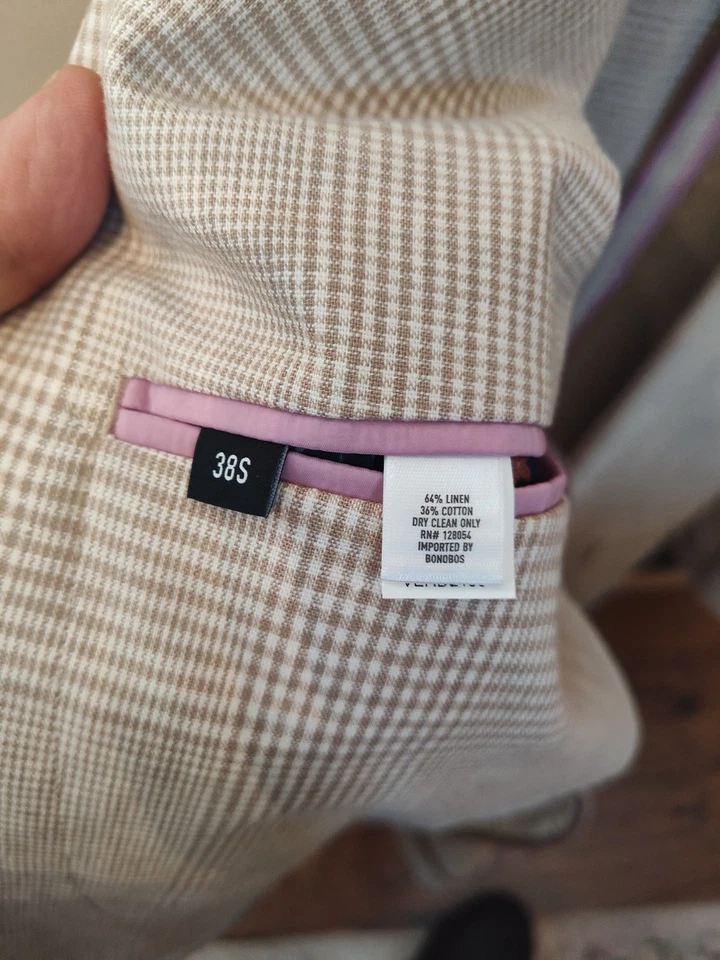 38S
64% LINEN
36% COTTON
DRY CLEAN ONLY
RN# 128054
IMPORTED BY
BONOBOS